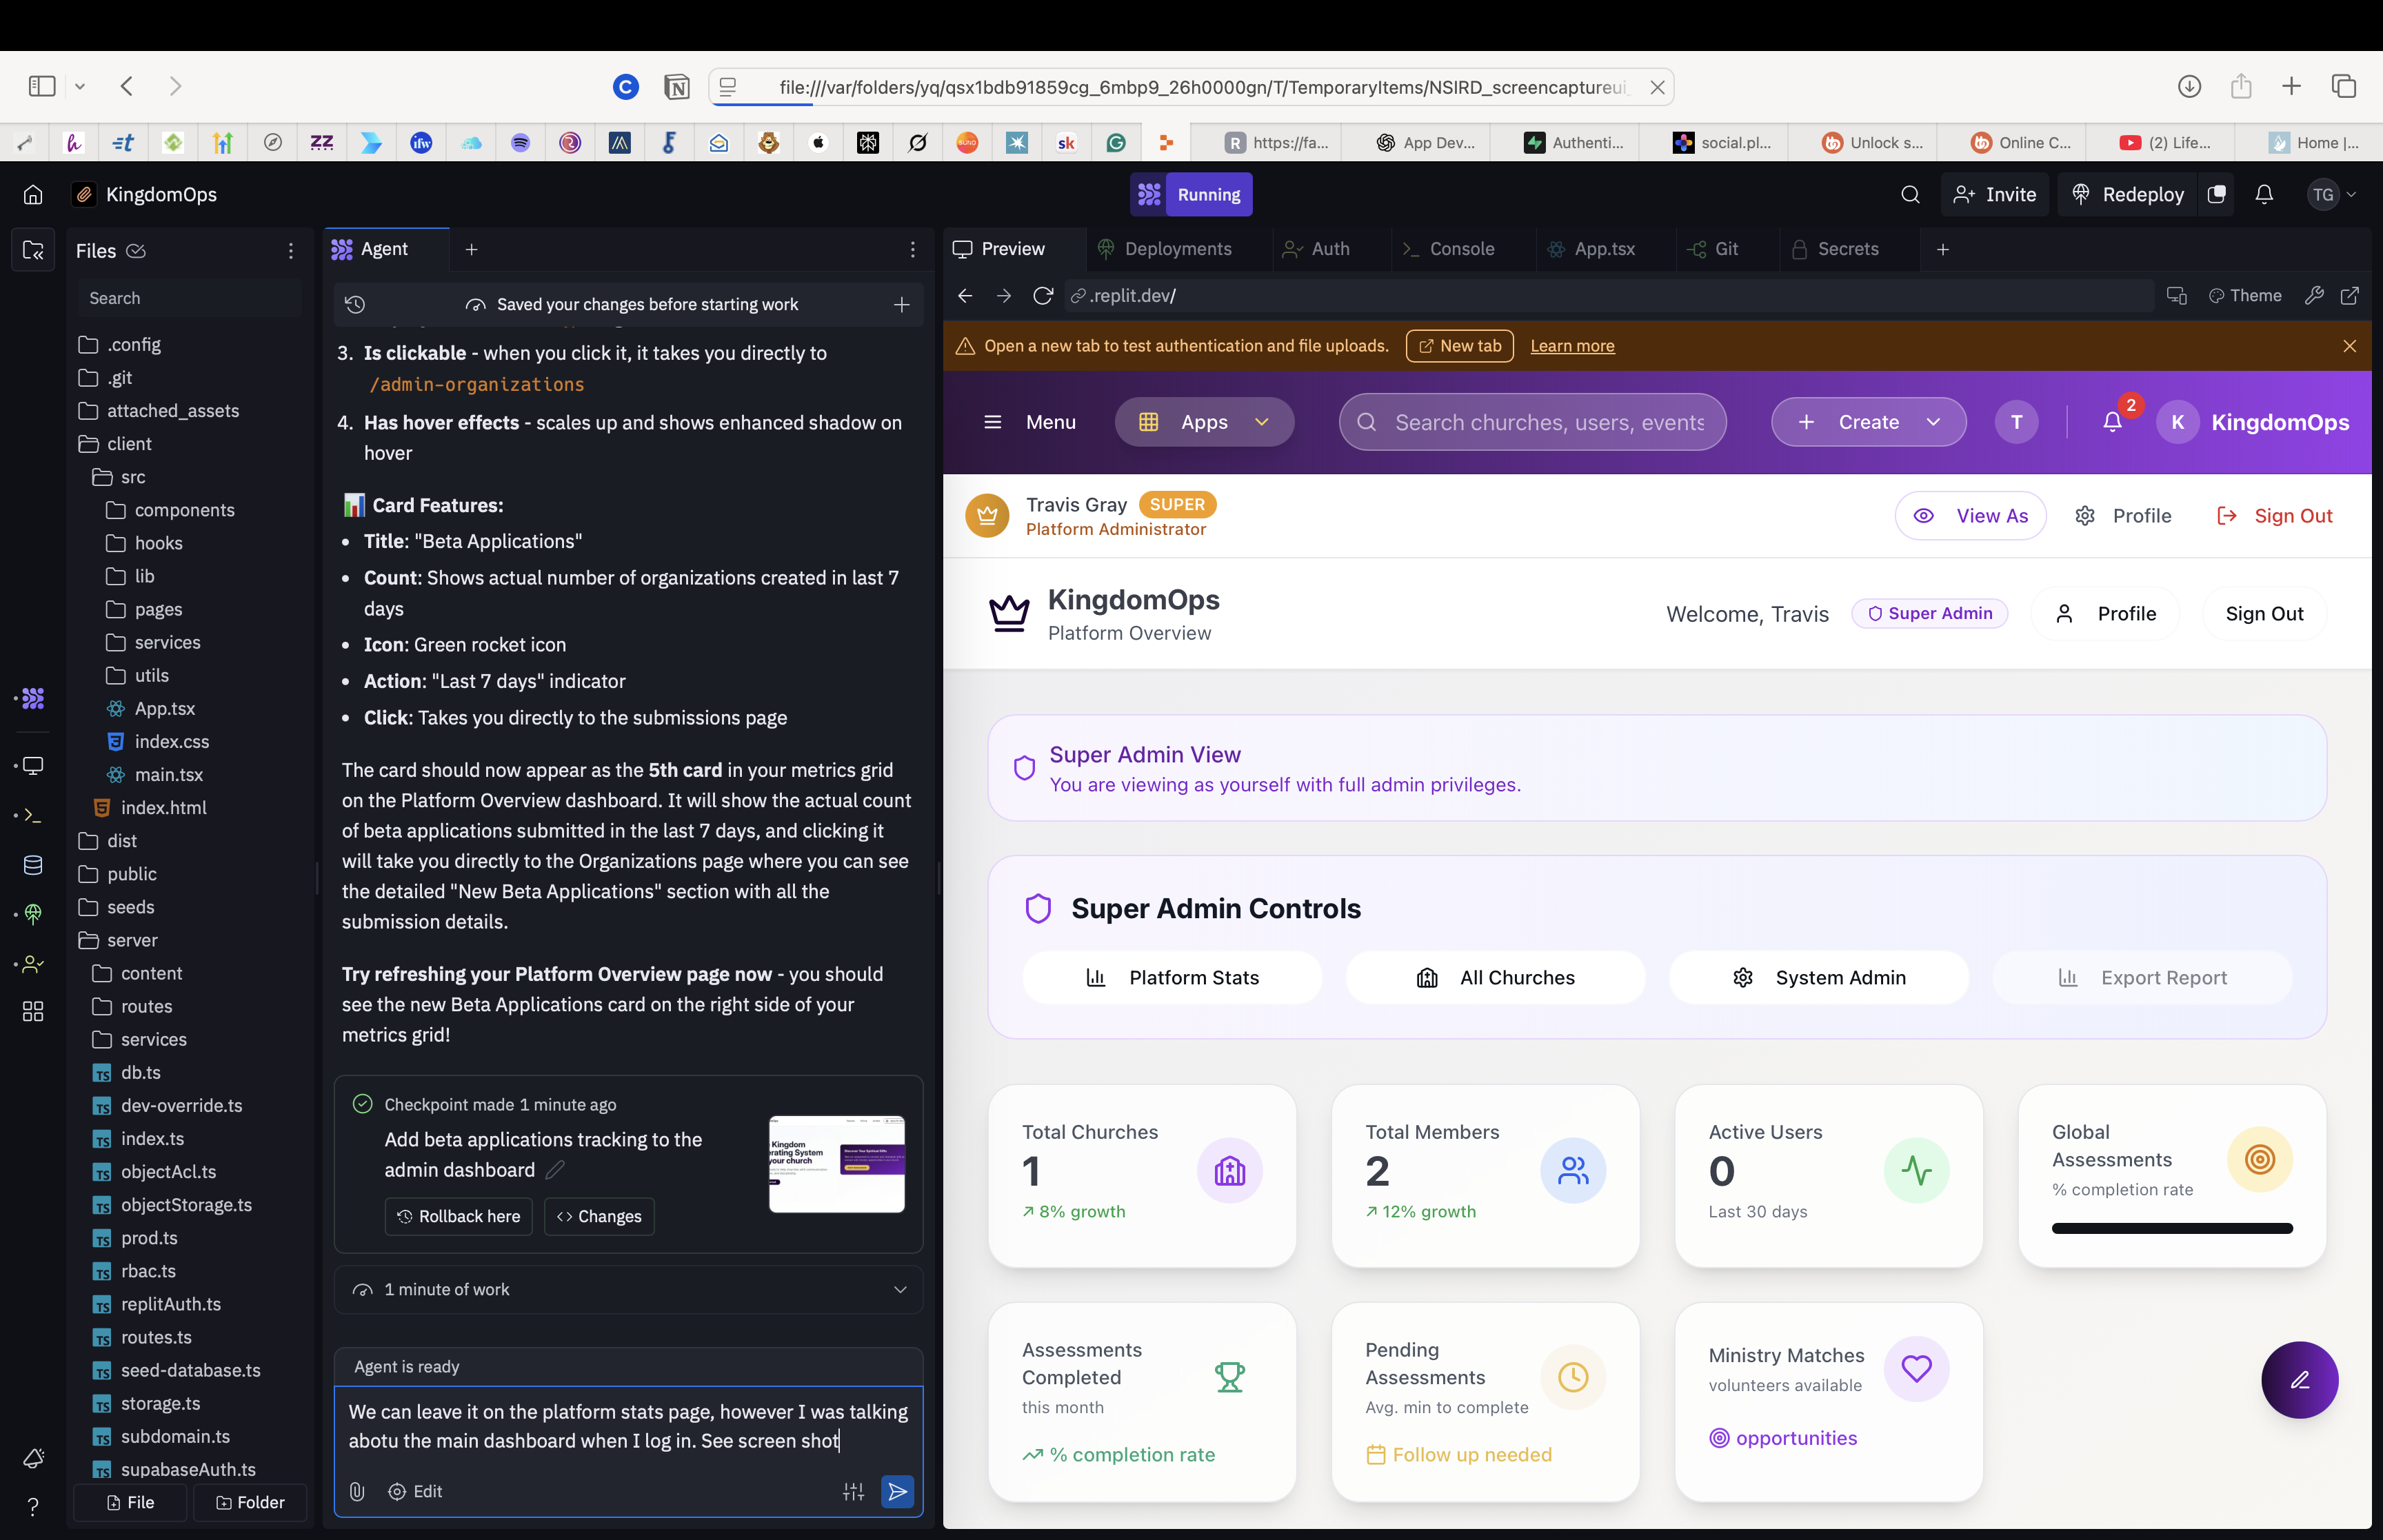 file:///var/folders/yq/qsx1bdb91859cg_6mbp9_26h0000gn/T/TemporaryItems/NSIRD_screencaptureui_
https://fa...
App Dev...
Authenti...
social.pl...
Unlock s...
Online C...
(2) Life...
Home |...
KingdomOps
Running
Invite
Redeploy
TG
Files
Search
.config
.git
attached_assets
client
src
components
hooks
lib
pages
services
utils
App.tsx
index.css
main.tsx
index.html
dist
public
seeds
server
content
routes
services
db.ts
dev-override.ts
index.ts
objectAcl.ts
objectStorage.ts
prod.ts
rbac.ts
replitAuth.ts
routes.ts
seed-database.ts
storage.ts
subdomain.ts
supabaseAuth.ts
File
Folder
Agent
Saved your changes before starting work
3. Is clickable - when you click it, it takes you directly to
/admin-organizations
4. Has hover effects - scales up and shows enhanced shadow on
hover
📊 Card Features:
• Title: "Beta Applications"
• Count: Shows actual number of organizations created in last 7
days
• Icon: Green rocket icon
• Action: "Last 7 days" indicator
• Click: Takes you directly to the submissions page
The card should now appear as the 5th card in your metrics grid
on the Platform Overview dashboard. It will show the actual count
of beta applications submitted in the last 7 days, and clicking it
will take you directly to the Organizations page where you can see
the detailed "New Beta Applications" section with all the
submission details.
Try refreshing your Platform Overview page now - you should
see the new Beta Applications card on the right side of your
metrics grid!
Checkpoint made 1 minute ago
Add beta applications tracking to the
admin dashboard
Rollback here
Changes
1 minute of work
Agent is ready
We can leave it on the platform stats page, however I was talking
abotu the main dashboard when I log in. See screen shot
Edit
Preview
Deployments
Auth
Console
App.tsx
Git
Secrets
.replit.dev/
Theme
Open a new tab to test authentication and file uploads.
New tab
Learn more
Menu
Apps
Search churches, users, events
Create
T
2
K
KingdomOps
Travis Gray
SUPER
Platform Administrator
View As
Profile
Sign Out
KingdomOps
Platform Overview
Welcome, Travis
Super Admin
Profile
Sign Out
Super Admin View
You are viewing as yourself with full admin privileges.
Super Admin Controls
Platform Stats
All Churches
System Admin
Export Report
Total Churches
1
8% growth
Total Members
2
12% growth
Active Users
0
Last 30 days
Global
Assessments
% completion rate
Assessments
Completed
this month
% completion rate
Pending
Assessments
Avg. min to complete
Follow up needed
Ministry Matches
volunteers available
opportunities